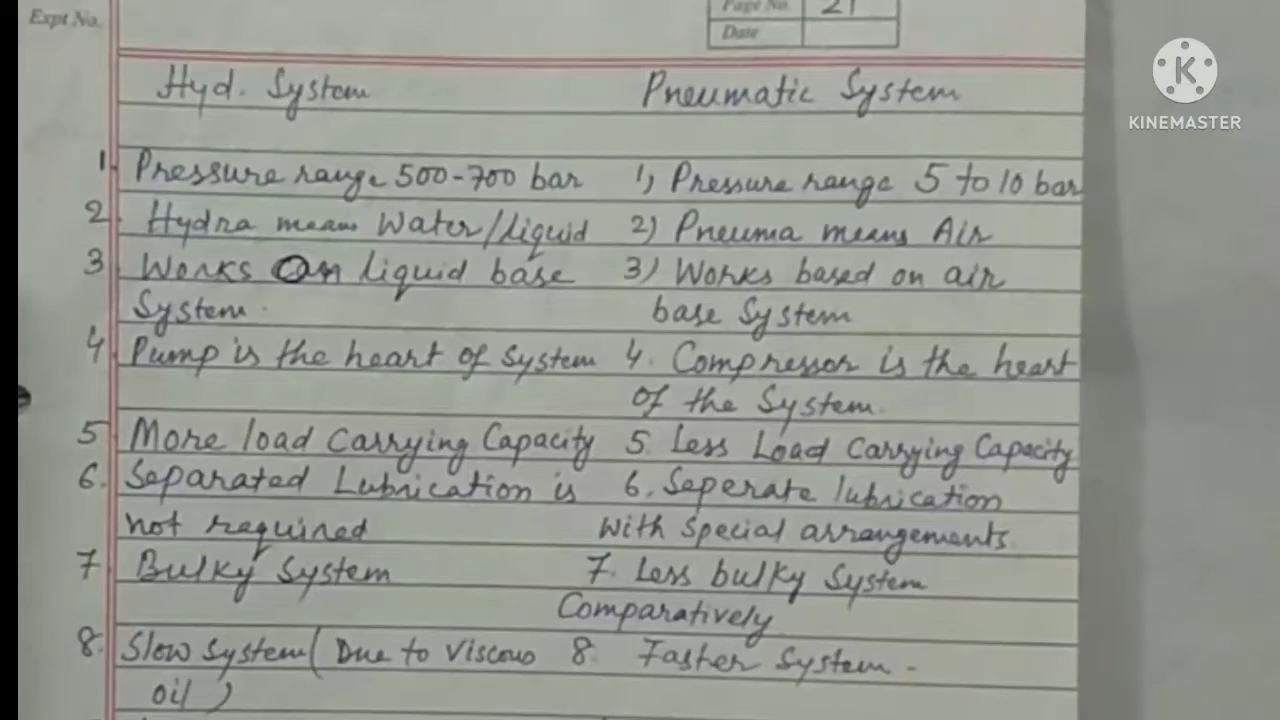 Expt No.
Page No. 21
Date
K
KINEMASTER
Hyd. System Pneumatic System
1. Pressure range 500-700 bar 1) Pressure range 5 to 10 bar
2. Hydra means Water/liquid 2) Pneuma means Air
3 Works On liquid base 3) Works based on air
System. base System
4 Pump is the heart of System 4. Compressor is the heart
of the System.
5 More load Carrying Capacity 5. Less Load Carrying Capacity
6. Separated Lubrication is 6. Seperate lubrication
not required with Special arrangements.
7 Bulky System 7. Less bulky System
Comparatively
8. Slow System ( Due to Viscous 8. Faster System -
oil )